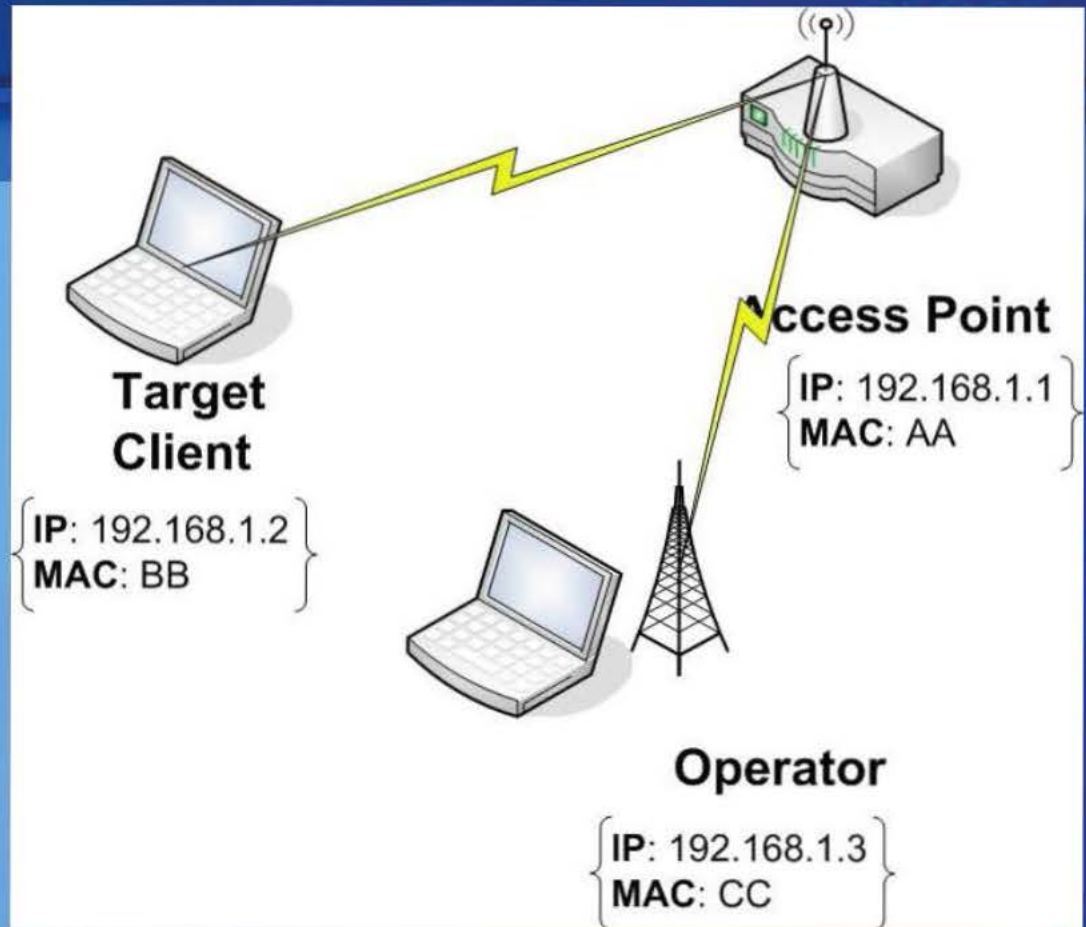 Access Point
IP: 192.168.1.1
MAC: AA
Target
Client
IP: 192.168.1.2
MAC: BB
Operator
IP: 192.168.1.3
MAC: CC